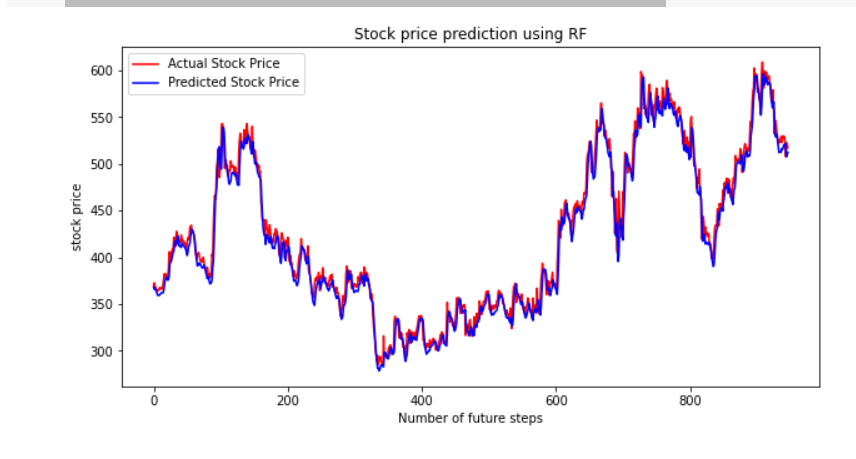 Stock price prediction using RF
Actual Stock Price
Predicted Stock Price
600
550
500
450
400
350
300
stock price
0 200 400 600 800
Number of future steps